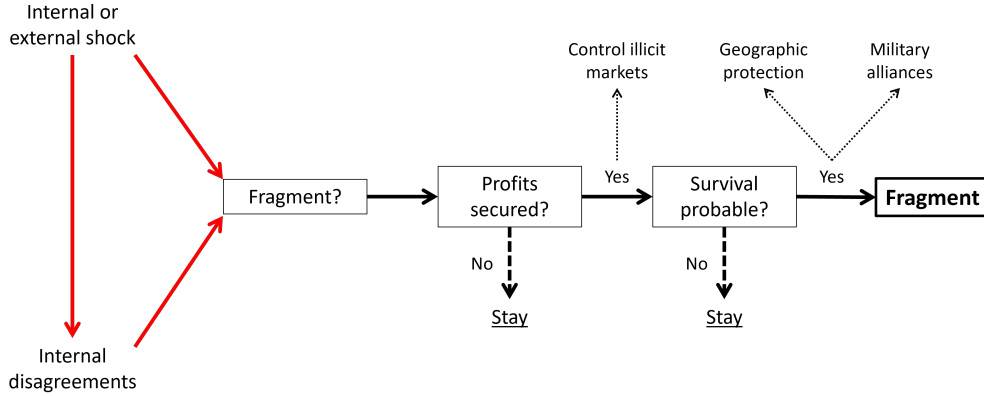 Internal or
external shock
Control illicit
markets
Geographic
protection
Military
alliances
Fragment?
Profits
secured?
Yes
Survival
probable?
Yes
Fragment
No
No
Stay
Stay
Internal
disagreements